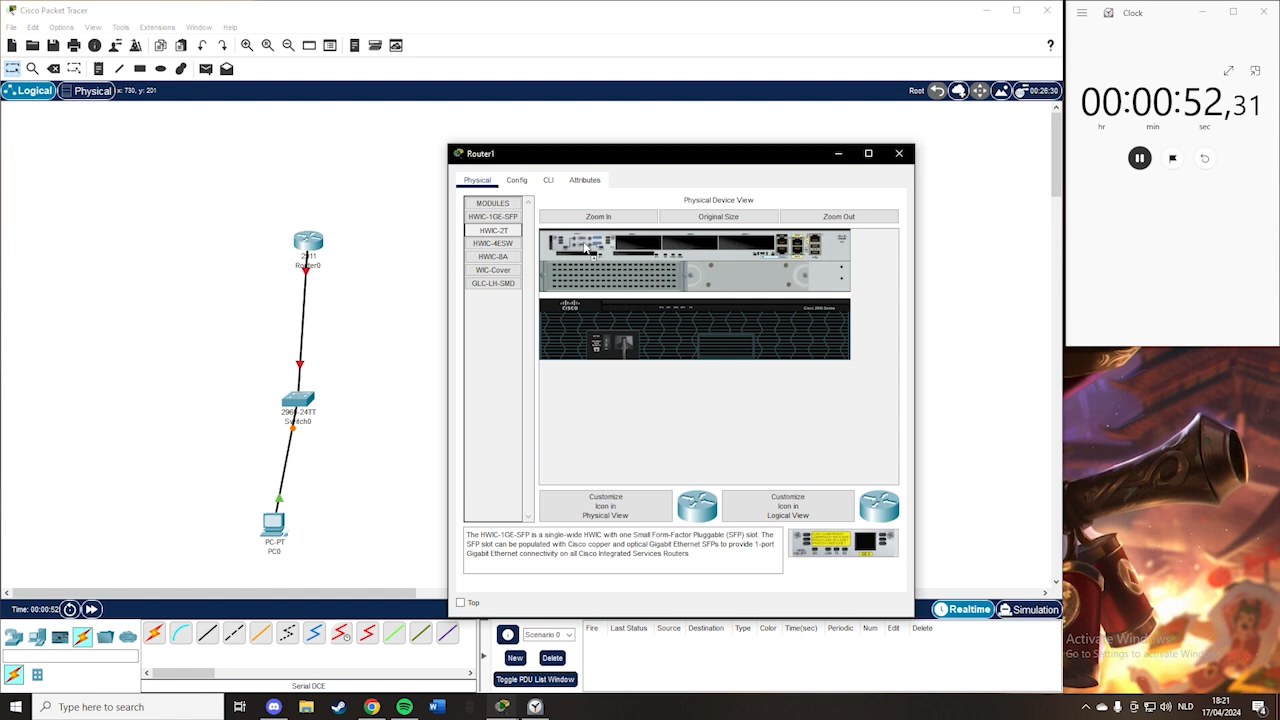 Cisco Packet Tracer
File Edit Options View Tools Extensions Window Help
Logical Physical x: 730, y: 201
Root 00:26:30
Clock
00:00:52,31
hr min sec
Router1
Physical Config CLI Attributes
MODULES
HWIC-1GE-SFP
HWIC-2T
HWIC-4ESW
HWIC-8A
WIC-Cover
GLC-LH-SMD
Physical Device View
Zoom In Original Size Zoom Out
CISCO
Customize
Icon in
Physical View
Customize
Icon in
Logical View
The HWIC-1GE-SFP is a single-wide HWIC with one Small Form-Factor Pluggable (SFP) slot. The
SFP slot can be populated with Cisco copper and optical Gigabit Ethernet SFPs to provide 1-port
Gigabit Ethernet connectivity on all Cisco Integrated Services Routers
Top
2911
Router0
2960-24TT
Switch0
PC-PT
PC0
Time: 00:00:52
Realtime Simulation
Scenario 0
New Delete
Toggle PDU List Window
Fire Last Status Source Destination Type Color Time(sec) Periodic Num Edit Delete
Serial DCE
Activate Windows
Go to Settings to activate Windows.
Type here to search
NLD
18:21
17/04/2024